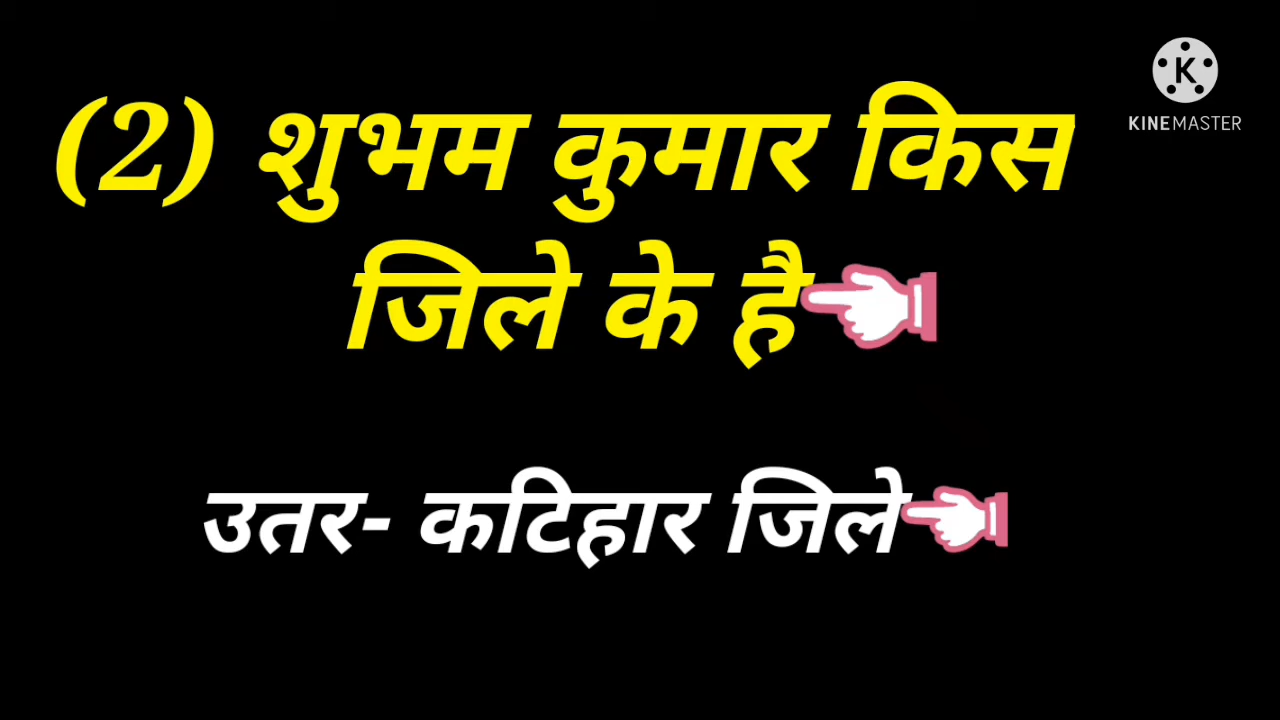 KINEMASTER
(2) शुभम कुमार किस
जिले के है
उतर- कटिहार जिले